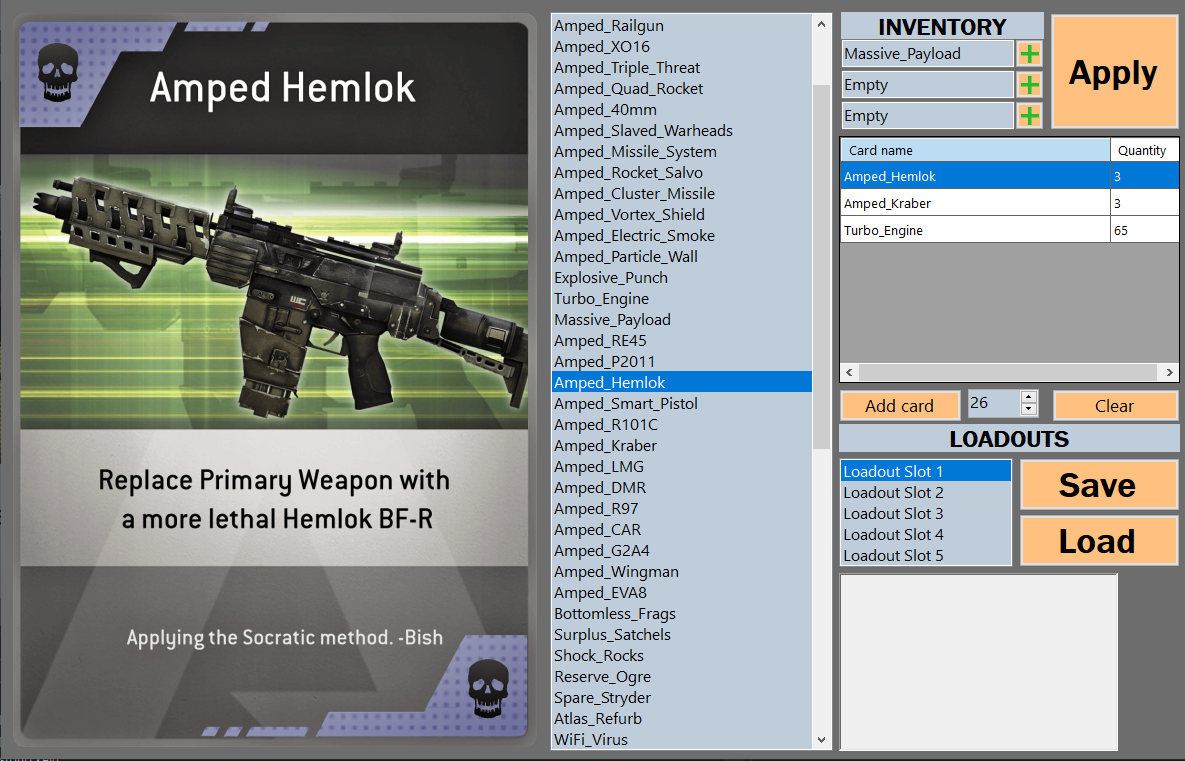 Amped Hemlok
Replace Primary Weapon with
a more lethal Hemlok BF-R
Applying the Socratic method. -Bish
Amped_Railgun
Amped_XO16
Amped_Triple_Threat
Amped_Quad_Rocket
Amped_40mm
Amped_Slaved_Warheads
Amped_Missile_System
Amped_Rocket_Salvo
Amped_Cluster_Missile
Amped_Vortex_Shield
Amped_Electric_Smoke
Amped_Particle_Wall
Explosive_Punch
Turbo_Engine
Massive_Payload
Amped_RE45
Amped_P2011
Amped_Hemlok
Amped_Smart_Pistol
Amped_R101C
Amped_Kraber
Amped_LMG
Amped_DMR
Amped_R97
Amped_CAR
Amped_G2A4
Amped_Wingman
Amped_EVA8
Bottomless_Frags
Surplus_Satchels
Shock_Rocks
Reserve_Ogre
Spare_Stryder
Atlas_Refurb
WiFi_Virus
INVENTORY
Massive_Payload
Empty
Empty
Apply
Card name Quantity
Amped_Hemlok 3
Amped_Kraber 3
Turbo_Engine 65
Add card 26 Clear
LOADOUTS
Loadout Slot 1
Loadout Slot 2
Loadout Slot 3
Loadout Slot 4
Loadout Slot 5
Save
Load